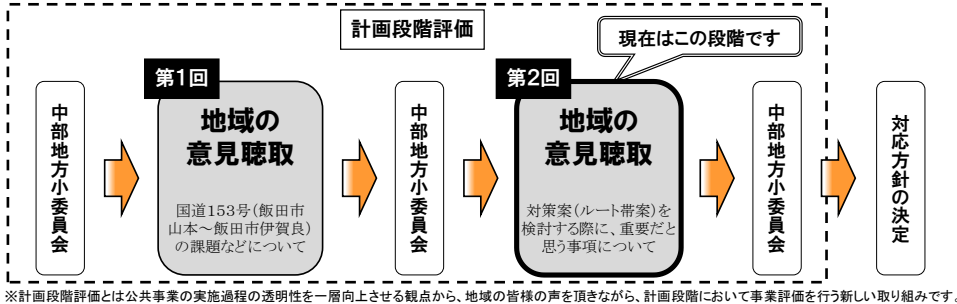 計画段階評価
現在はこの段階です
中部地方小委員会
第1回
地域の
意見聴取
国道153号(飯田市
山本～飯田市伊賀良)
の課題などについて
中部地方小委員会
第2回
地域の
意見聴取
対策案(ルート帯案)を
検討する際に、重要だと
思う事項について
中部地方小委員会
対応方針の決定
※計画段階評価とは公共事業の実施過程の透明性を一層向上させる観点から、地域の皆様の声を頂きながら、計画段階において事業評価を行う新しい取り組みです。